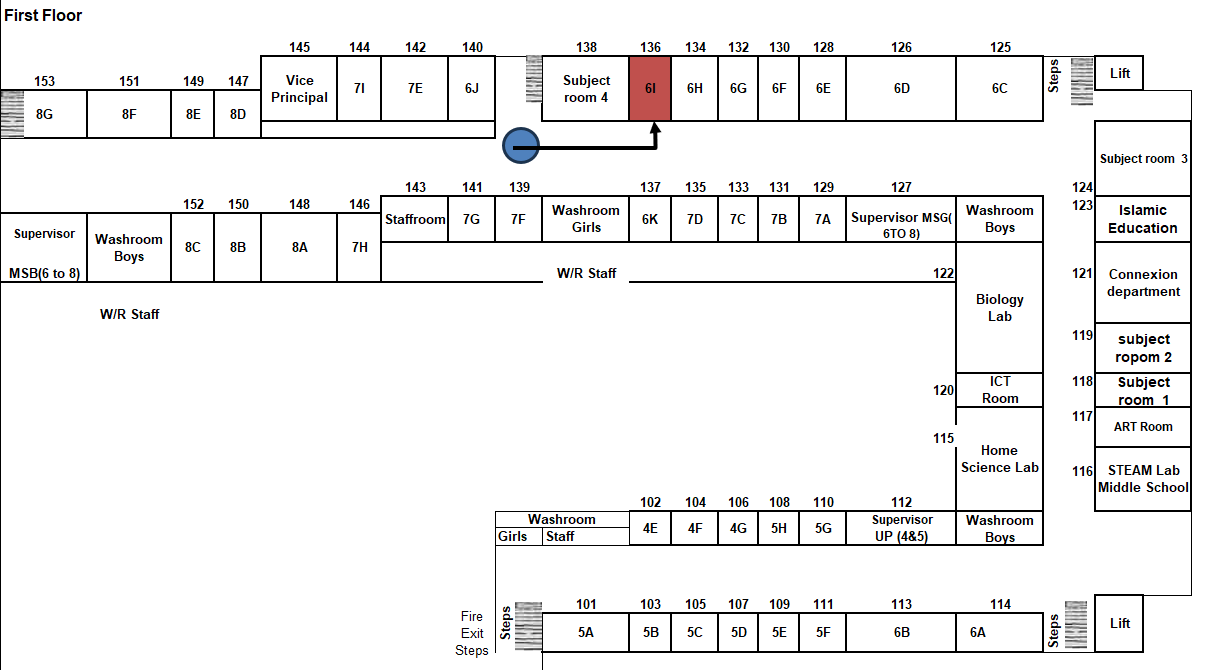 First Floor
145 144 142 140 138 136 134 132 130 128 126 125
153 151 149 147
Vice
Principal
7I 7E 6J
Subject
room 4
6I 6H 6G 6F 6E 6D 6C
Steps
Lift
8G 8F 8E 8D
Subject room 3
143 141 139 137 135 133 131 129 127
124
152 150 148 146
123
Staffroom 7G 7F
Washroom
Girls
6K 7D 7C 7B 7A
Supervisor MSG(
6TO 8)
Washroom
Boys
Islamic
Education
Supervisor
MSB(6 to 8)
Washroom
Boys
8C 8B 8A 7H
W/R Staff
122
121
Connexion
department
Biology
Lab
W/R Staff
119
subject
ropom 2
120
ICT
Room
118
Subject
room 1
117
ART Room
115
Home
Science Lab
116
STEAM Lab
Middle School
102 104 106 108 110 112
Washroom
Girls Staff
4E 4F 4G 5H 5G
Supervisor
UP (4&5)
Washroom
Boys
101 103 105 107 109 111 113 114
Fire
Exit
Steps
Steps
5A 5B 5C 5D 5E 5F 6B 6A
Steps
Lift